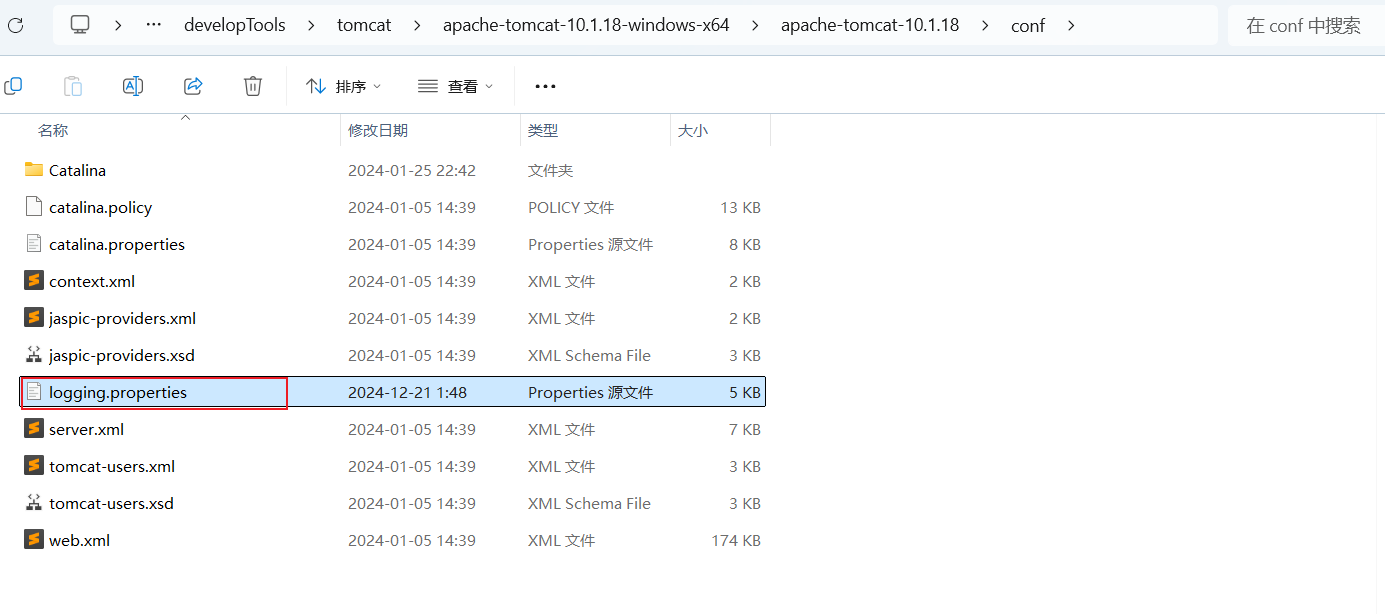 developTools tomcat apache-tomcat-10.1.18-windows-x64 apache-tomcat-10.1.18 conf 在 conf 中搜索
排序 查看
名称 修改日期 类型 大小
Catalina 2024-01-25 22:42 文件夹
catalina.policy 2024-01-05 14:39 POLICY 文件 13 KB
catalina.properties 2024-01-05 14:39 Properties 源文件 8 KB
context.xml 2024-01-05 14:39 XML 文件 2 KB
jaspic-providers.xml 2024-01-05 14:39 XML 文件 2 KB
jaspic-providers.xsd 2024-01-05 14:39 XML Schema File 3 KB
logging.properties 2024-12-21 1:48 Properties 源文件 5 KB
server.xml 2024-01-05 14:39 XML 文件 7 KB
tomcat-users.xml 2024-01-05 14:39 XML 文件 3 KB
tomcat-users.xsd 2024-01-05 14:39 XML Schema File 3 KB
web.xml 2024-01-05 14:39 XML 文件 174 KB